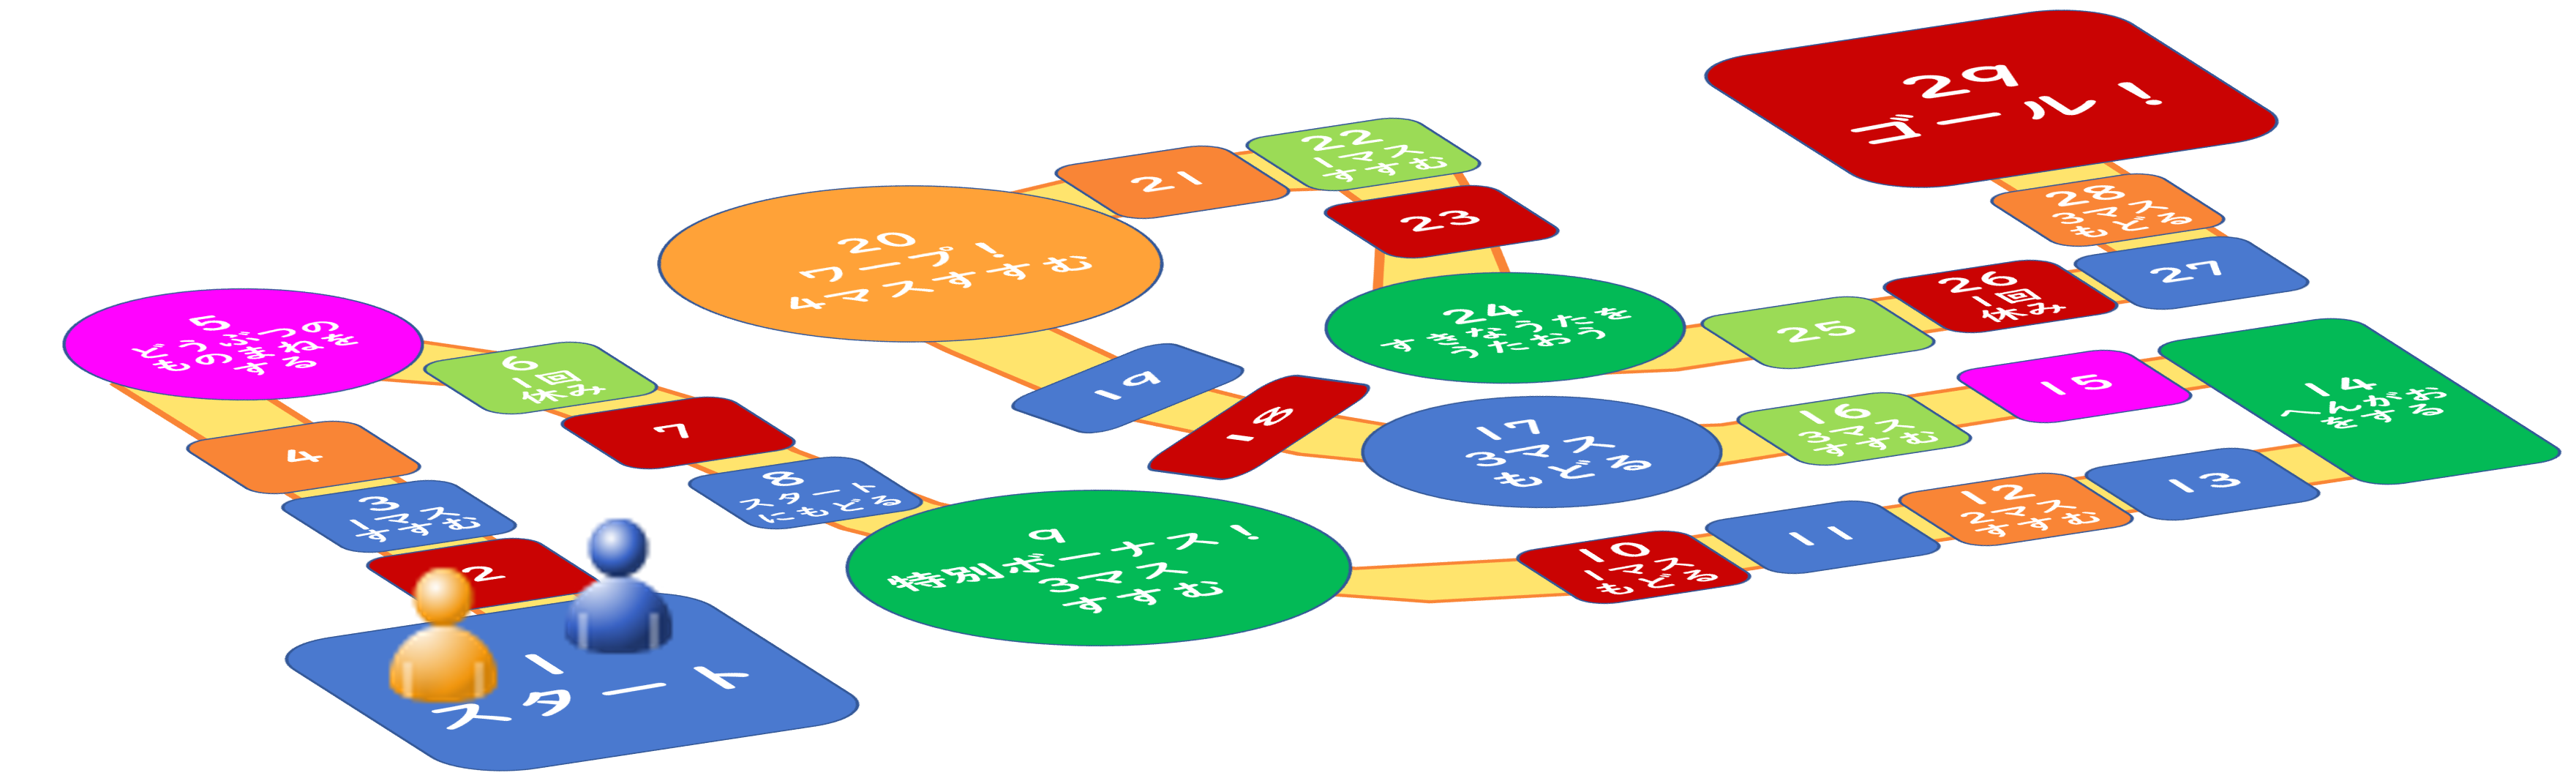 1
スタート
2
3
1マス
すすむ
4
5
どうぶつの
ものまねを
する
6
1回
休み
7
8
スタート
にもどる
9
特別ボーナス!
3マス
すすむ
10
1マス
もどる
11
12
2マス
すすむ
13
14
へんがお
をする
15
16
3マス
すすむ
17
3マス
もどる
18
19
20
ワープ!
4マスすすむ
21
22
1マス
すすむ
23
24
すきなうたを
うたおう
25
26
1回
休み
27
28
3マス
もどる
29
ゴール!